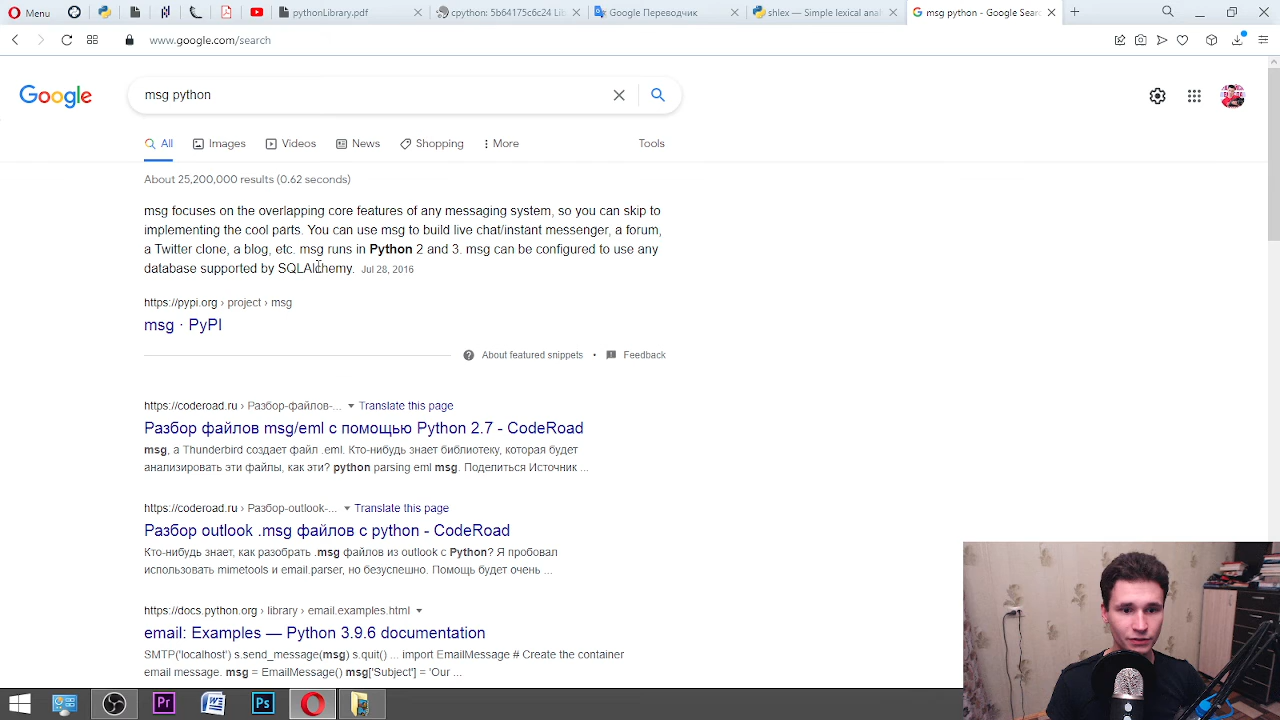 Menu
pythonLibrary.pdf
cpython: 5b64175c6c24 Lib
Google Переводчик
shlex — Simple lexical anal
msg python - Google Searc
www.google.com/search
Google
msg python
All
Images
Videos
News
Shopping
More
Tools
About 25,200,000 results (0.62 seconds)
msg focuses on the overlapping core features of any messaging system, so you can skip to
implementing the cool parts. You can use msg to build live chat/instant messenger, a forum,
a Twitter clone, a blog, etc. msg runs in Python 2 and 3. msg can be configured to use any
database supported by SQLAlchemy. Jul 28, 2016
https://pypi.org › project › msg
msg · PyPI
About featured snippets • Feedback
https://coderoad.ru › Разбор-файлов-... Translate this page
Разбор файлов msg/eml с помощью Python 2.7 - CodeRoad
msg, а Thunderbird создает файл .eml. Кто-нибудь знает библиотеку, которая будет
анализировать эти файлы, как эти? python parsing eml msg. Поделиться Источник ...
https://coderoad.ru › Разбор-outlook-... Translate this page
Разбор outlook .msg файлов с python - CodeRoad
Кто-нибудь знает, как разобрать .msg файлов из outlook с Python? Я пробовал
использовать mimetools и email.parser, но безуспешно. Помощь будет очень ...
https://docs.python.org › library › email.examples.html
email: Examples — Python 3.9.6 documentation
SMTP('localhost') s.send_message(msg) s.quit() ... import EmailMessage # Create the container
email message. msg = EmailMessage() msg['Subject'] = 'Our ...
Pr
W
Ps